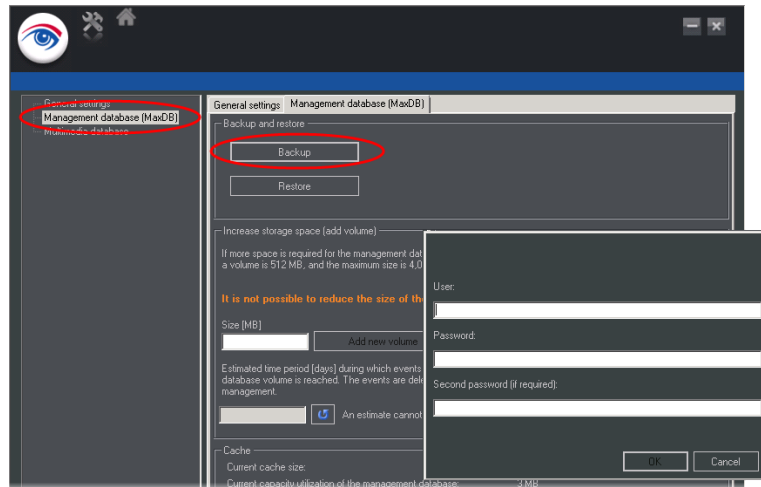 General settings
Management database (MaxDB)
Multimedia database
General settings
Management database (MaxDB)
Backup and restore
Backup
Restore
Increase storage space (add volume)
If more space is required for the management dat
a volume is 512 MB, and the maximum size is 4,0
It is not possible to reduce the size of the
Size [MB]
Add new volume
Estimated time period [days] during which events
database volume is reached. The events are dele
management.
An estimate cannot
Cache
Current cache size:
Current capacity utilization of the management database: 3 MB
User:
Password:
Second password (if required):
OK
Cancel